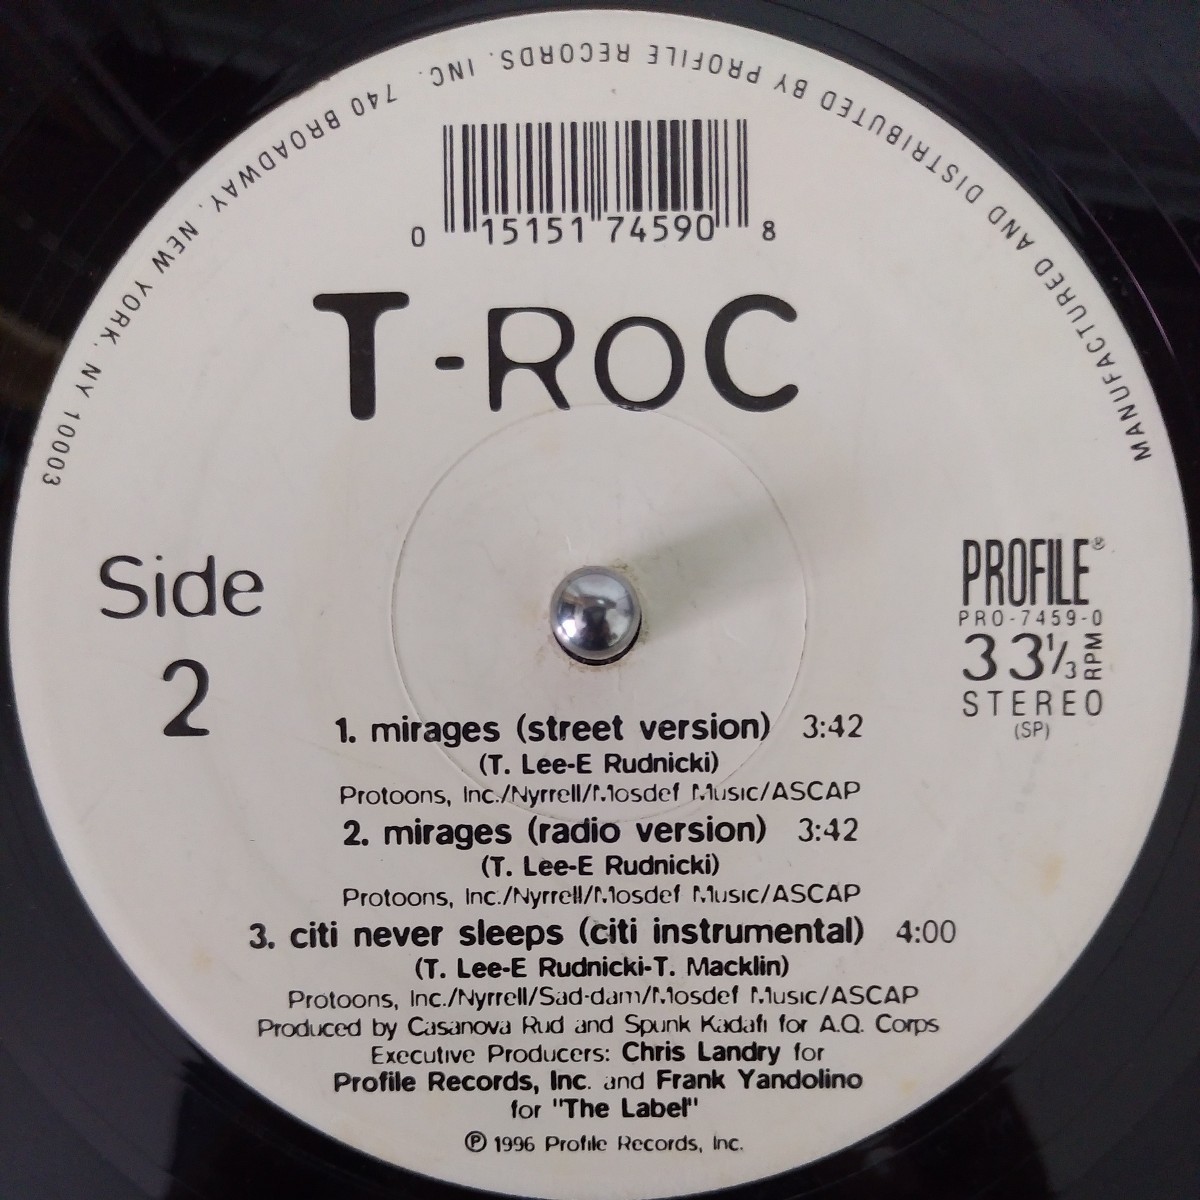 MANUFACTURED AND DISTRIBUTED BY PROFILE RECORDS, INC. 740 BROADWAY, NEW YORK, NY 10003
0 15151 74590 8
T-RoC
Side
2
PROFILE®
PRO-7459-0
33 1/3 RPM
STEREO
(SP)
1. mirages (street version) 3:42
(T. Lee-E Rudnicki)
Protoons, Inc./Nyrrell/Mosdef Music/ASCAP
2. mirages (radio version) 3:42
(T. Lee-E Rudnicki)
Protoons, Inc./Nyrrell/Mosdef Music/ASCAP
3. citi never sleeps (citi instrumental) 4:00
(T. Lee-E Rudnicki-T. Macklin)
Protoons, Inc./Nyrrell/Sad-dam/Mosdef Music/ASCAP
Produced by Casanova Rud and Spunk Kadafi for A.Q. Corps
Executive Producers: Chris Landry for
Profile Records, Inc. and Frank Yandolino
for "The Label"
℗ 1996 Profile Records, Inc.